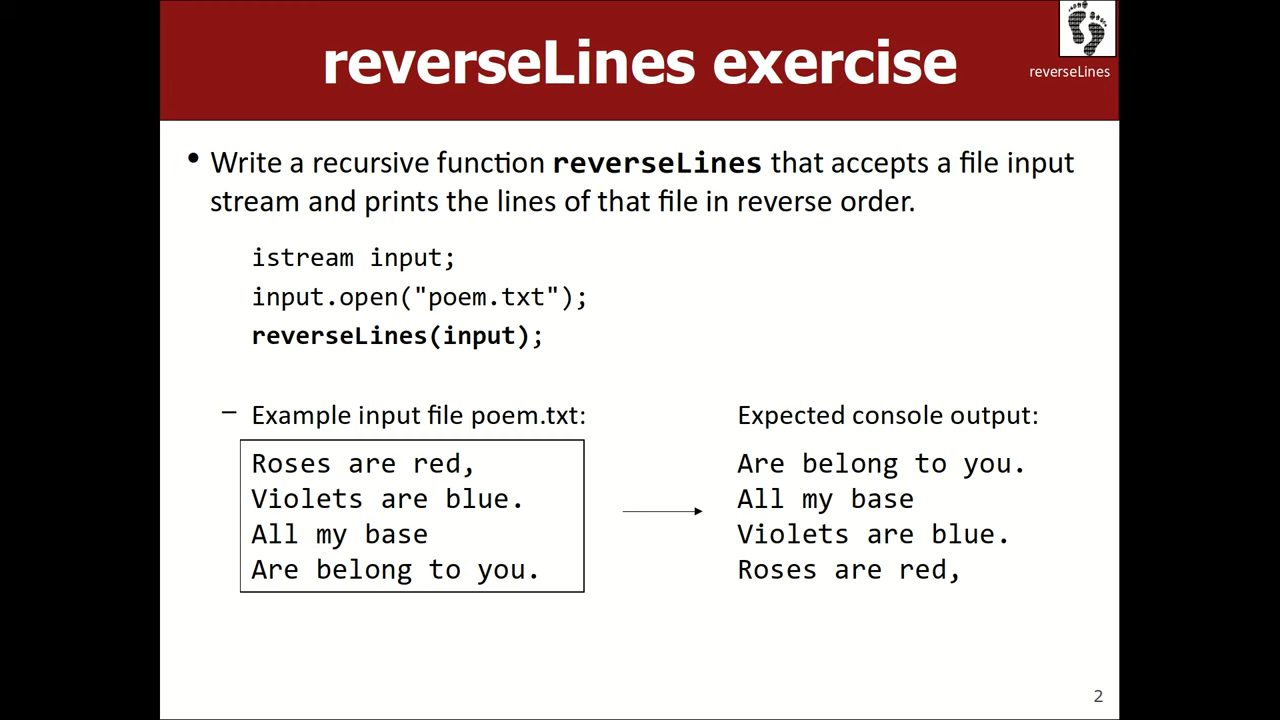 reverseLines exercise
reverseLines
• Write a recursive function reverseLines that accepts a file input
stream and prints the lines of that file in reverse order.
istream input;
input.open("poem.txt");
reverseLines(input);
– Example input file poem.txt:
Roses are red,
Violets are blue.
All my base
Are belong to you.
Expected console output:
Are belong to you.
All my base
Violets are blue.
Roses are red,
2